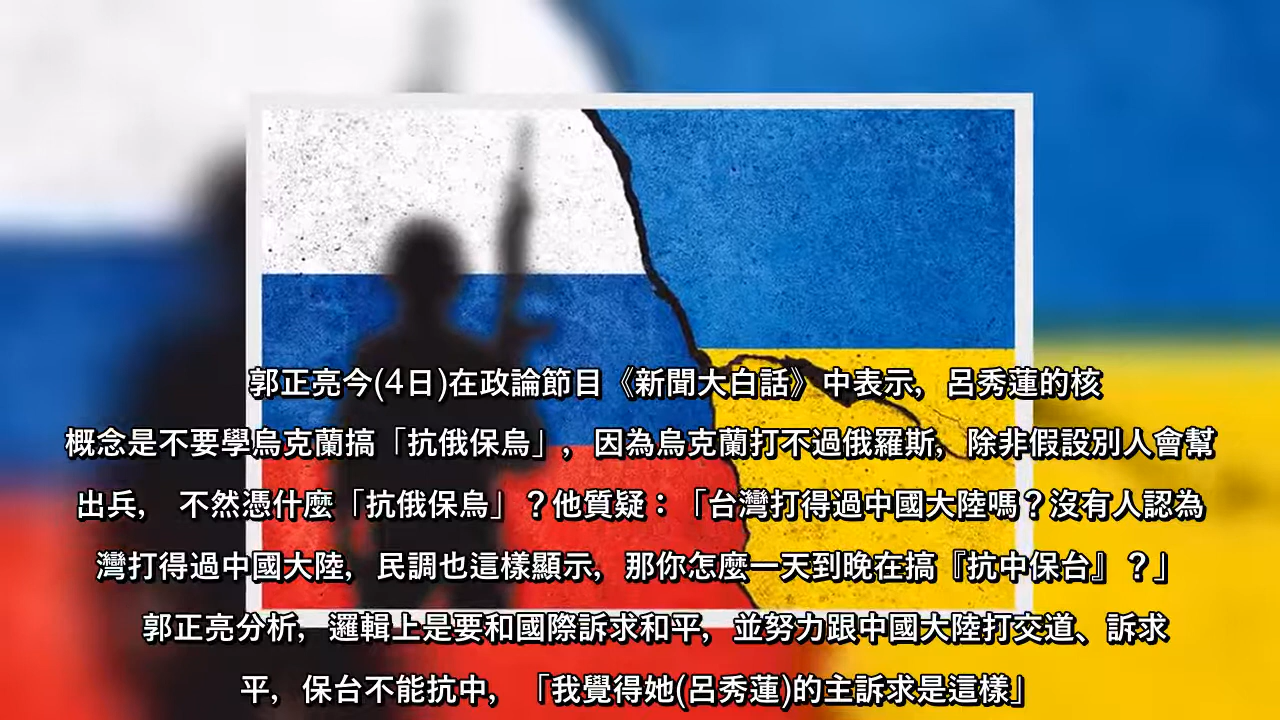 郭正亮今(4日)在政論節目《新聞大白話》中表示，呂秀蓮的核
概念是不要學烏克蘭搞「抗俄保烏」，因為烏克蘭打不過俄羅斯，除非假設別人會幫
出兵， 不然憑什麼「抗俄保烏」？他質疑：「台灣打得過中國大陸嗎？沒有人認為
灣打得過中國大陸，民調也這樣顯示，那你怎麼一天到晚在搞『抗中保台』？」
郭正亮分析，邏輯上是要和國際訴求和平，並努力跟中國大陸打交道、訴求
平，保台不能抗中，「我覺得她(呂秀蓮)的主訴求是這樣」